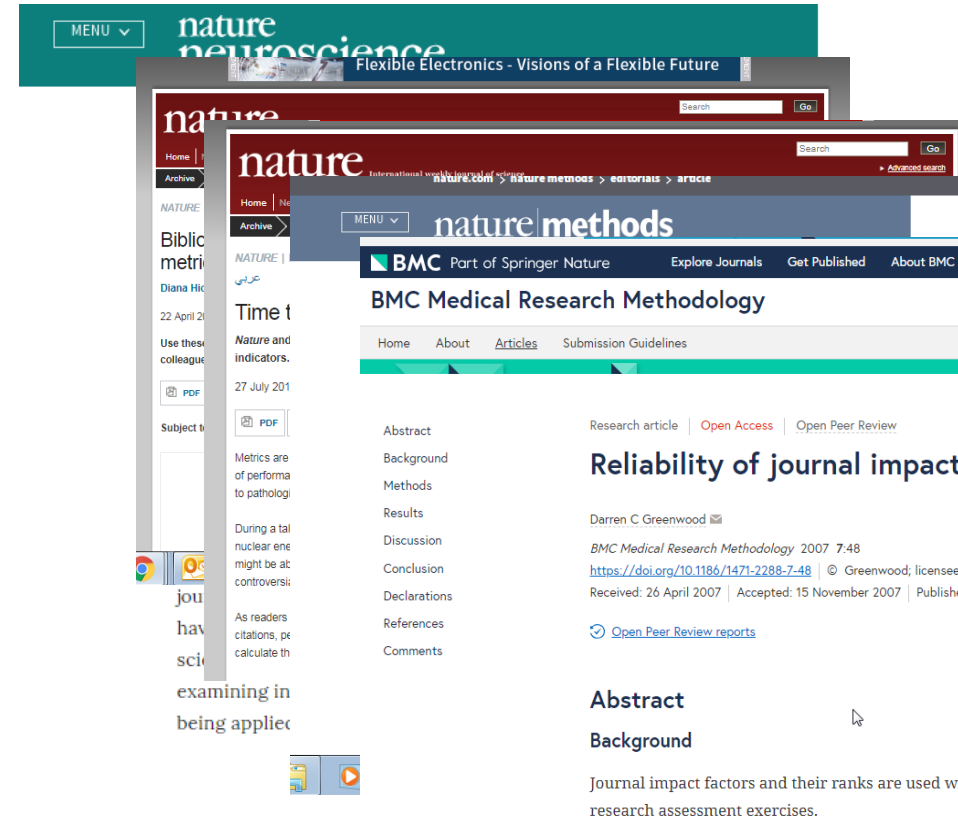 MENU
nature
neuroscience
Flexible Electronics - Visions of a Flexible Future
nature
Search
Go
Home
Archive
NATURE
Biblio
metri
Diana Hic
22 April 2
Use these
colleague
PDF
Subject t
nature
International weekly journal of science
Search
Go
Advanced search
Home
Ne
Archive
NATURE |
عربي
Time t
Nature and
indicators.
27 July 201
PDF
Metrics are
of performa
to pathologi
During a tal
nuclear ene
might be ab
controversia
As readers
citations, pe
calculate th
jou
hav
scie
examining in
being applied
nature.com > nature methods > editorials > article
MENU
nature methods
BMC Part of Springer Nature
Explore Journals Get Published About BMC
BMC Medical Research Methodology
Home About Articles Submission Guidelines
Abstract
Background
Methods
Results
Discussion
Conclusion
Declarations
References
Comments
Research article Open Access Open Peer Review
Reliability of journal impact
Darren C Greenwood
BMC Medical Research Methodology 2007 7:48
https://doi.org/10.1186/1471-2288-7-48 © Greenwood; licensee
Received: 26 April 2007 Accepted: 15 November 2007 Publishe
Open Peer Review reports
Abstract
Background
Journal impact factors and their ranks are used w
research assessment exercises.